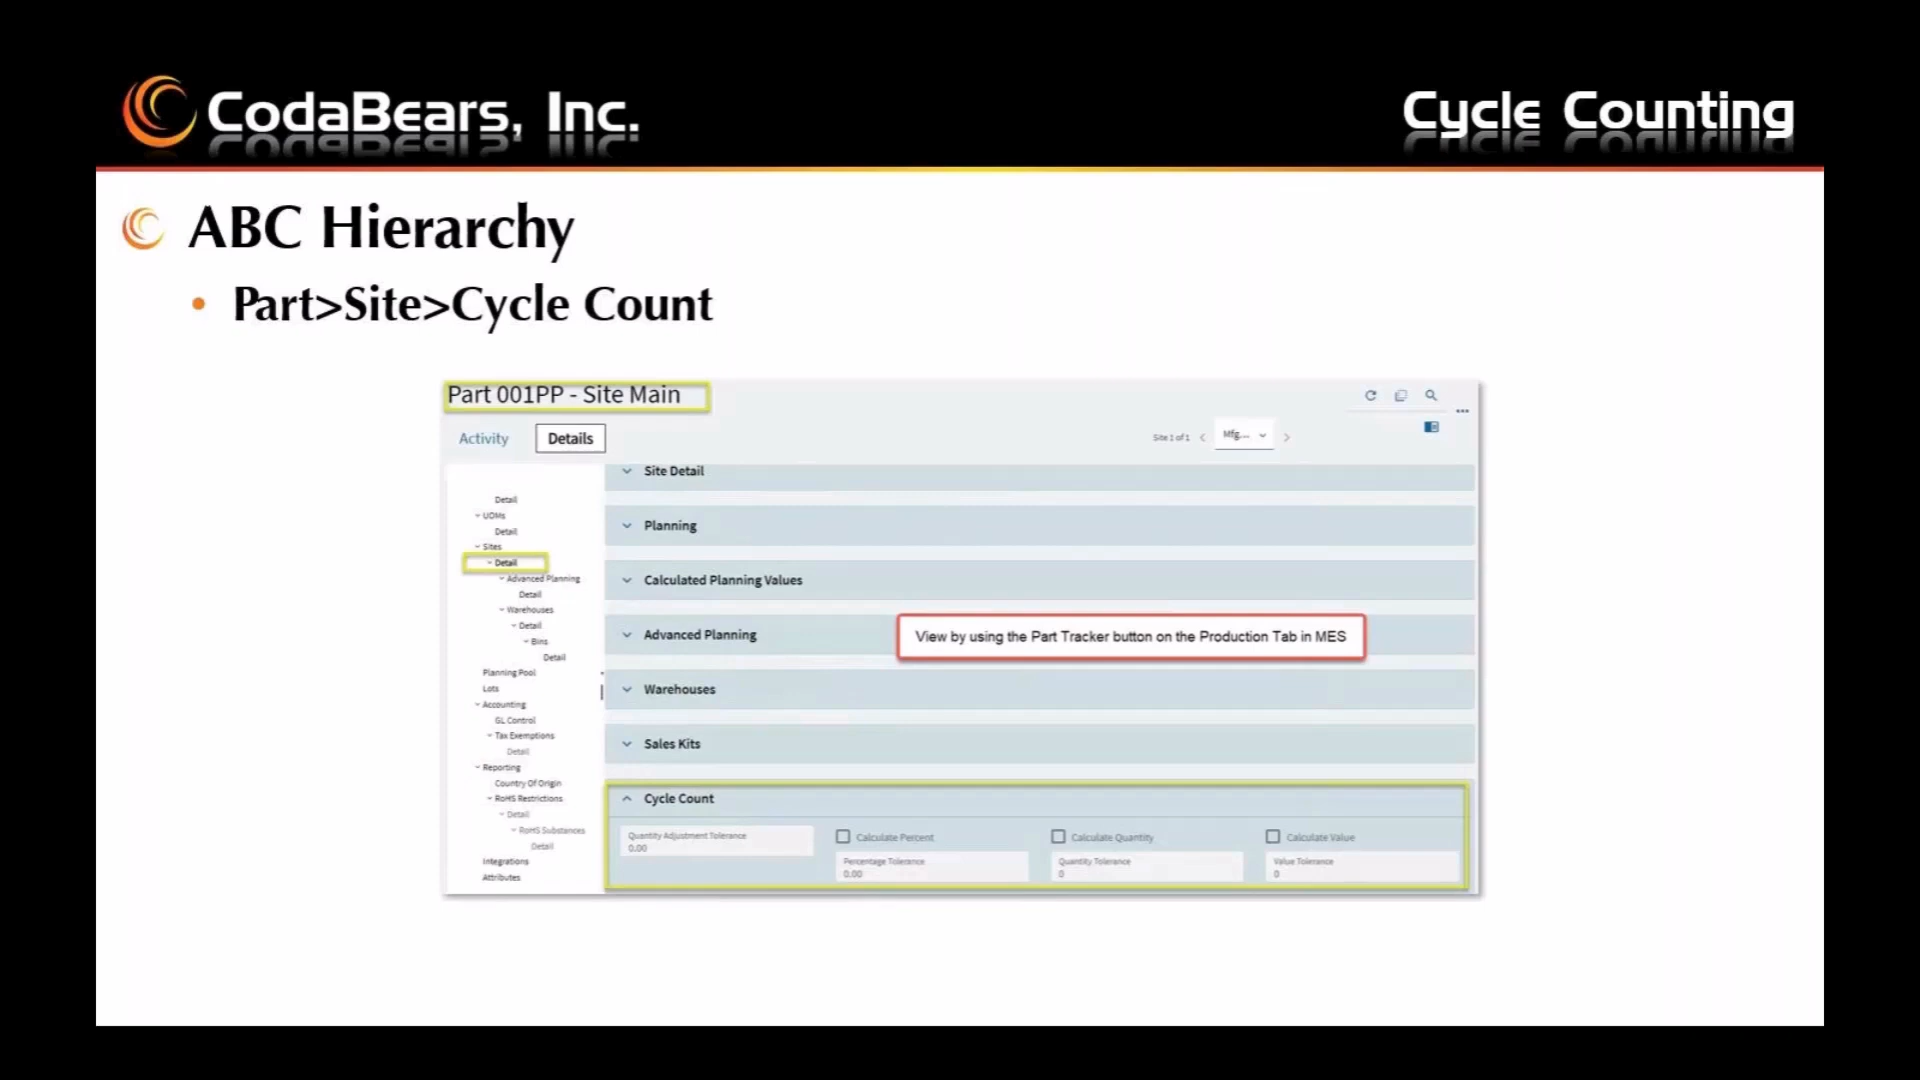 CodaBears, Inc.
Cycle Counting
ABC Hierarchy
• Part>Site>Cycle Count
Part 001PP - Site Main
Activity
Details
Site 1 of 1
Mfg...
Detail
UOMs
Detail
Sites
Detail
Advanced Planning
Detail
Warehouses
Detail
Bins
Detail
Planning Pool
Lots
Accounting
GL Control
Tax Exemptions
Detail
Reporting
Country Of Origin
RoHS Restrictions
Detail
RoHS Substances
Detail
Integrations
Attributes
Site Detail
Planning
Calculated Planning Values
Advanced Planning
View by using the Part Tracker button on the Production Tab in MES
Warehouses
Sales Kits
Cycle Count
Quantity Adjustment Tolerance
0.00
Calculate Percent
Percentage Tolerance
0.00
Calculate Quantity
Quantity Tolerance
0
Calculate Value
Value Tolerance
0